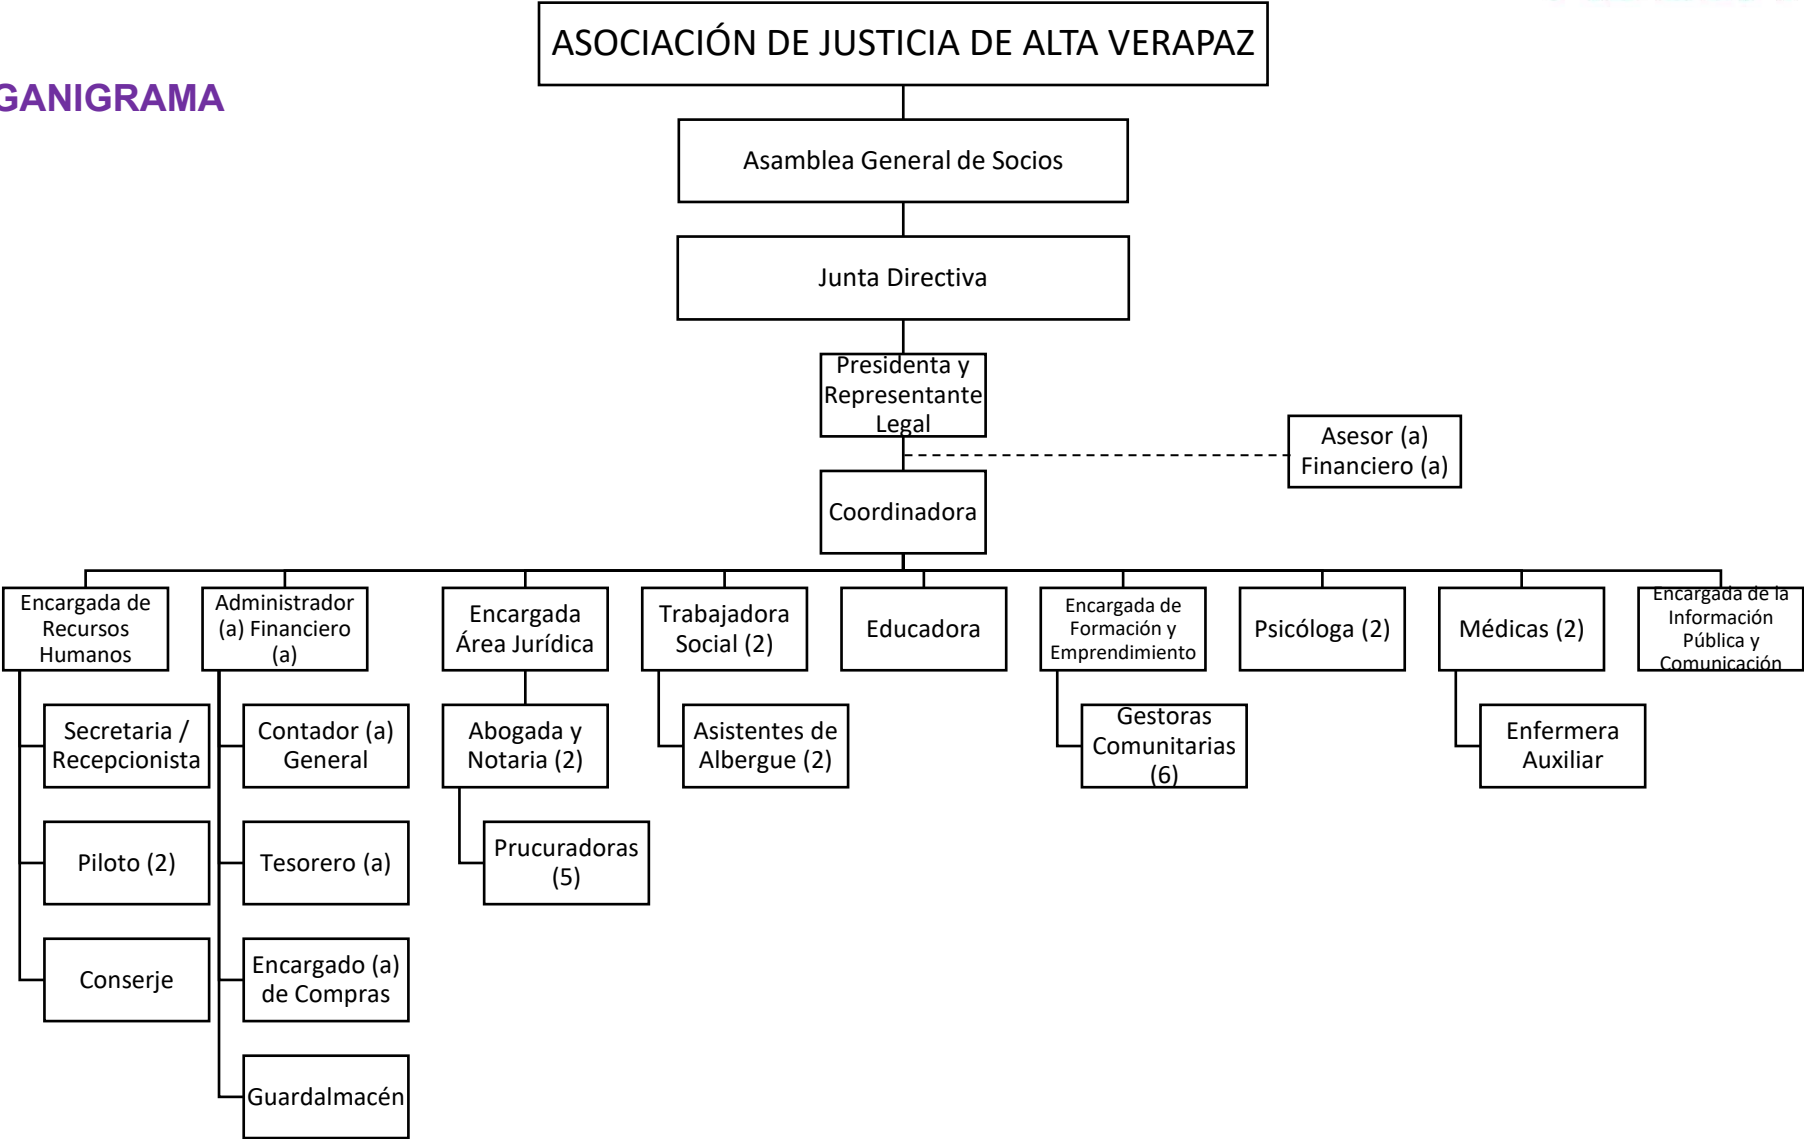 ASOCIACIÓN DE JUSTICIA DE ALTA VERAPAZ
GANIGRAMA
Asamblea General de Socios
Junta Directiva
Presidenta y
Representante
Legal
Asesor (a)
Financiero (a)
Coordinadora
Encargada de
Recursos
Humanos
Administrador
(a) Financiero
(a)
Encargada
Área Jurídica
Trabajadora
Social (2)
Educadora
Encargada de
Formación y
Emprendimiento
Psicóloga (2)
Médicas (2)
Encargada de la
Información
Pública y
Comunicación
Secretaria /
Recepcionista
Contador (a)
General
Abogada y
Notaria (2)
Asistentes de
Albergue (2)
Gestoras
Comunitarias
(6)
Enfermera
Auxiliar
Piloto (2)
Tesorero (a)
Prucuradoras
(5)
Conserje
Encargado (a)
de Compras
Guardalmacén